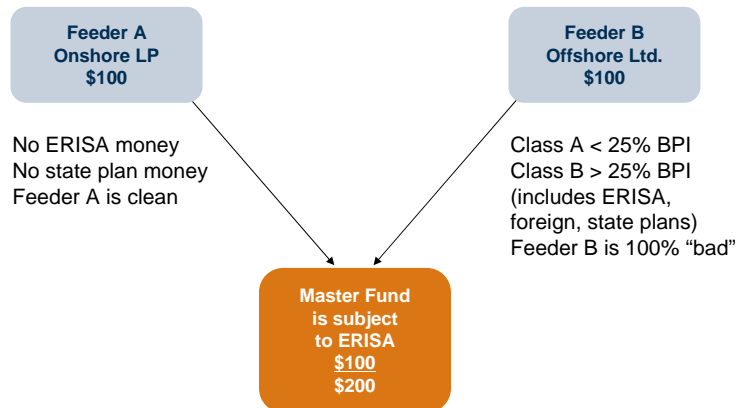 Feeder A
Onshore LP
$100
Feeder B
Offshore Ltd.
$100
No ERISA money
No state plan money
Feeder A is clean
Class A < 25% BPI
Class B > 25% BPI
(includes ERISA,
foreign, state plans)
Feeder B is 100% “bad”
Master Fund
is subject
to ERISA
$100
$200